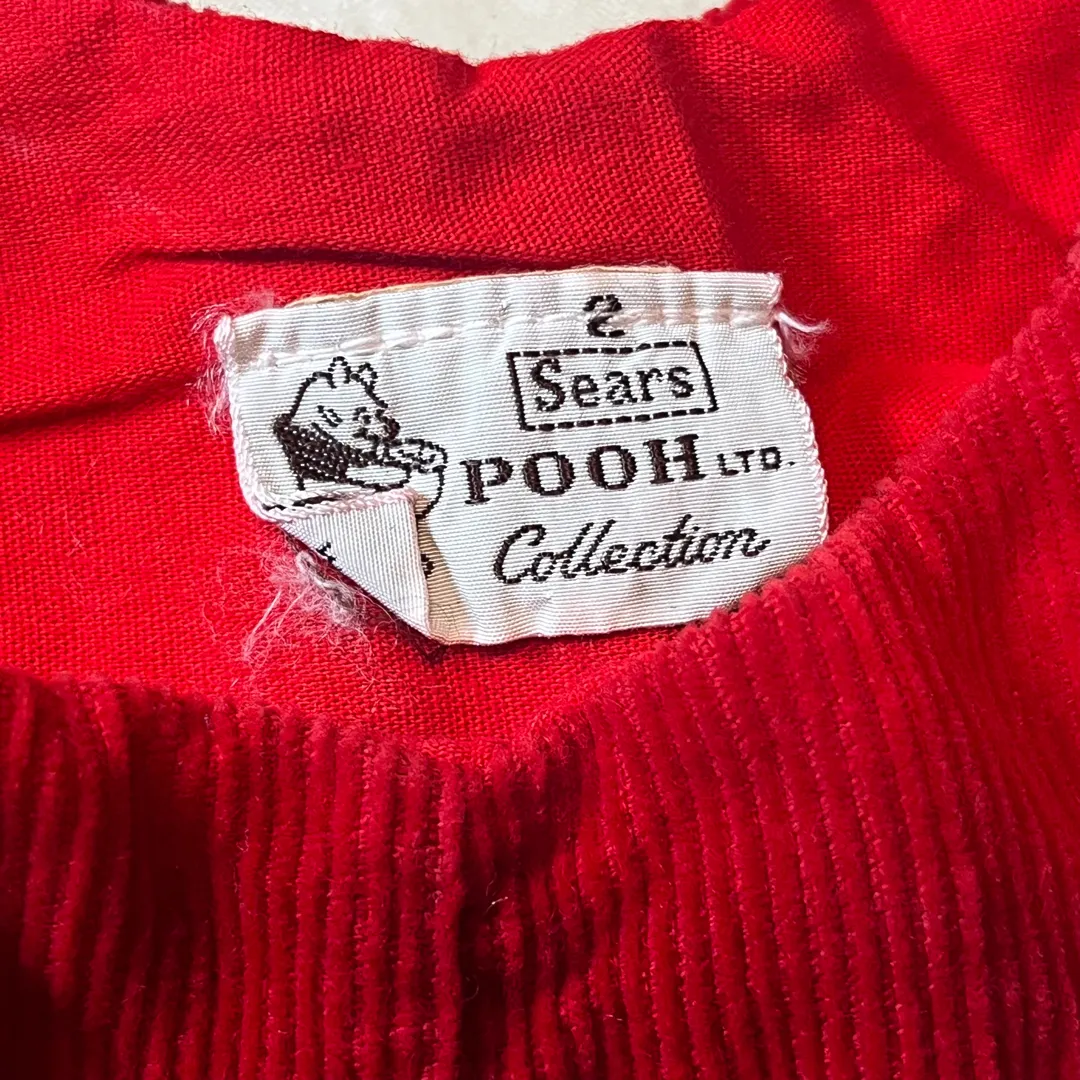 2
Sears
POOH LTD.
Collection